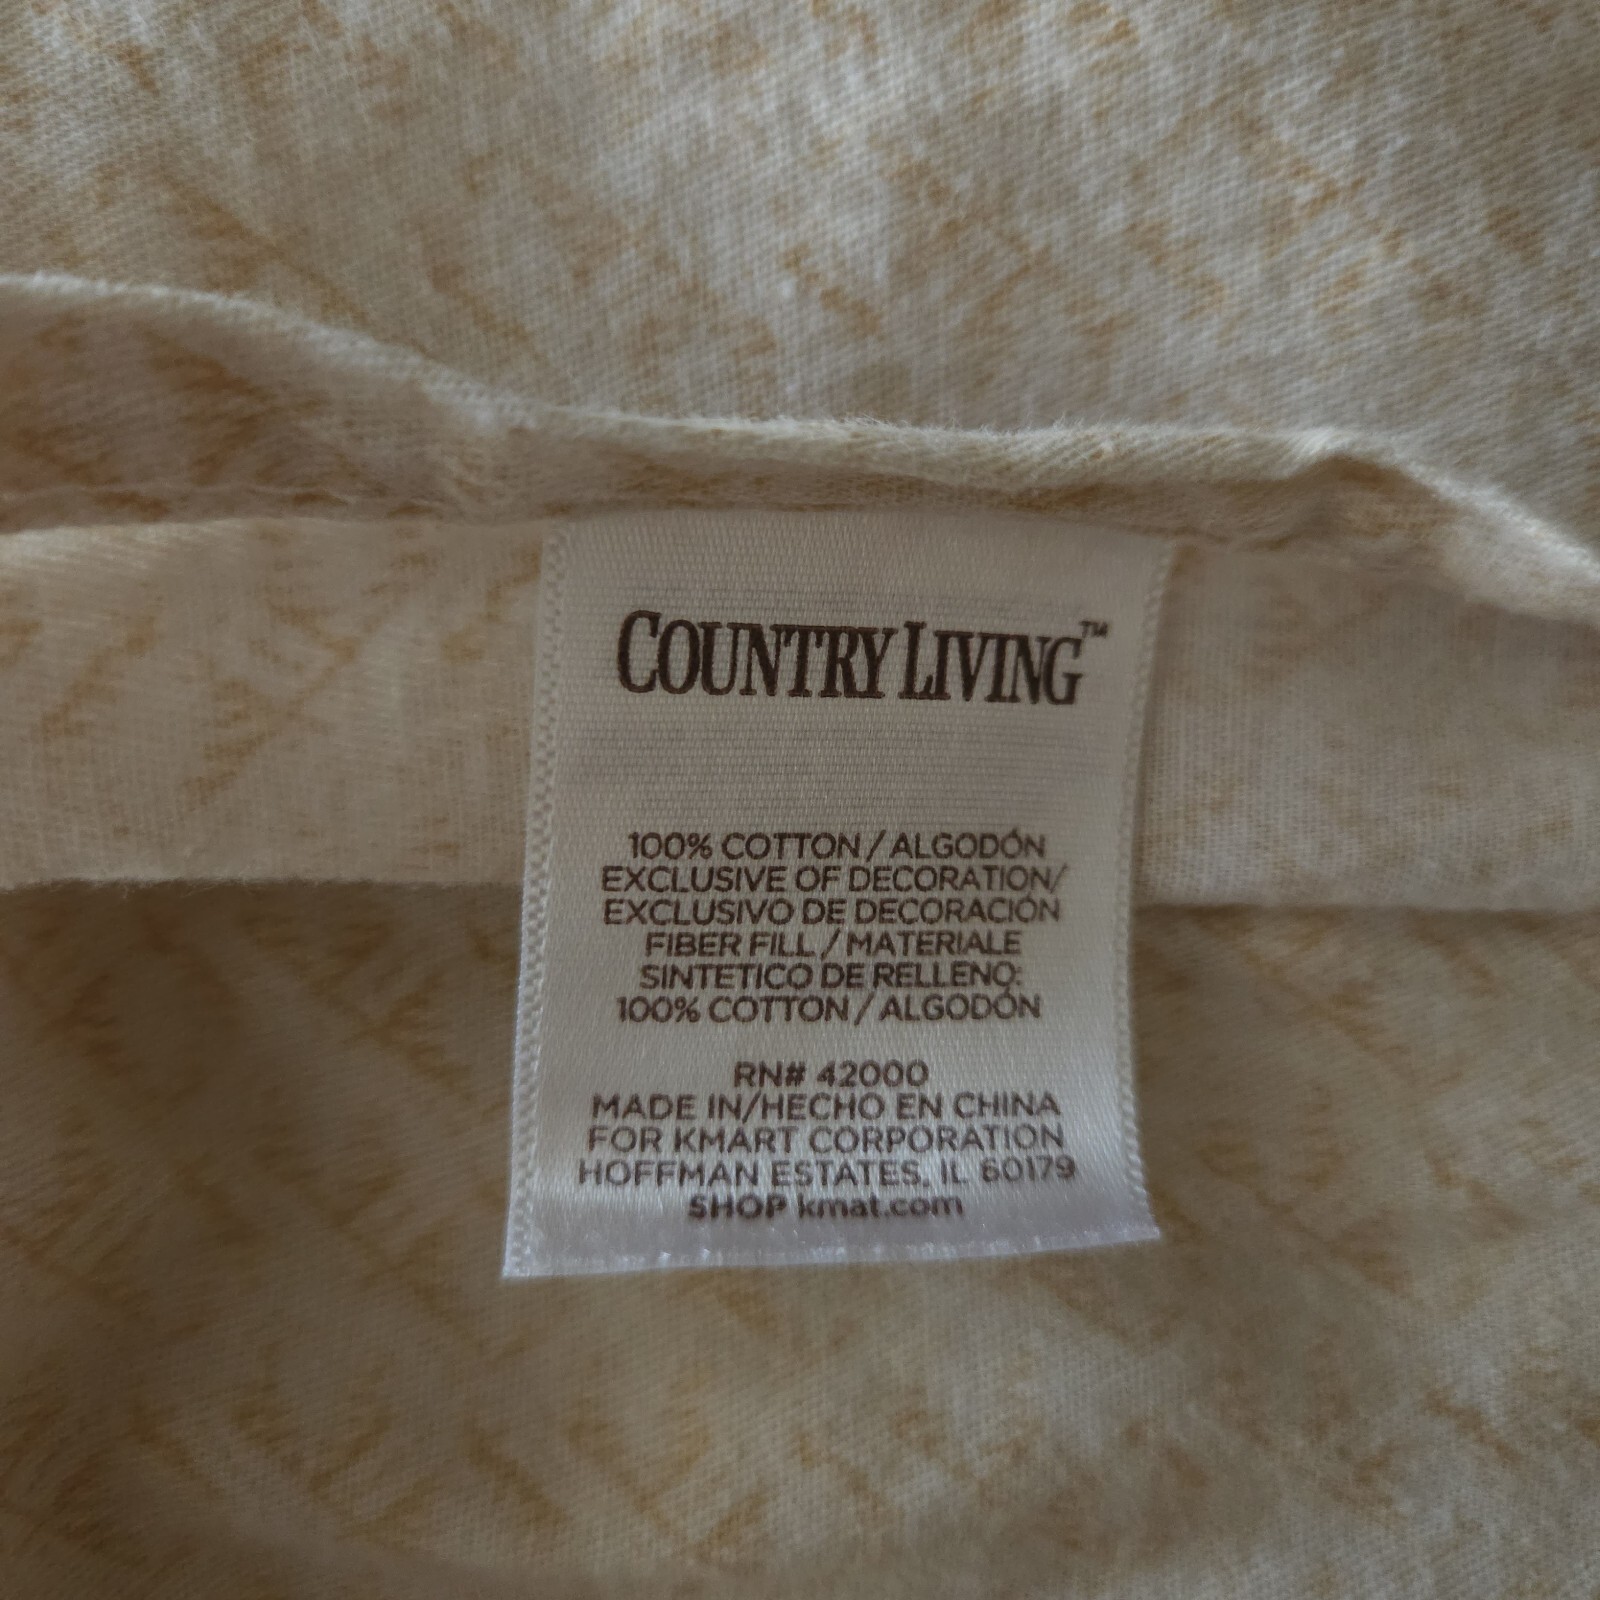 COUNTRY LIVING™
100% COTTON / ALGODÓN
EXCLUSIVE OF DECORATION/
EXCLUSIVO DE DECORACIÓN
FIBER FILL / MATERIALE
SINTETICO DE RELLENO:
100% COTTON / ALGODÓN
RN# 42000
MADE IN/HECHO EN CHINA
FOR KMART CORPORATION
HOFFMAN ESTATES, IL 60179
SHOP kmat.com